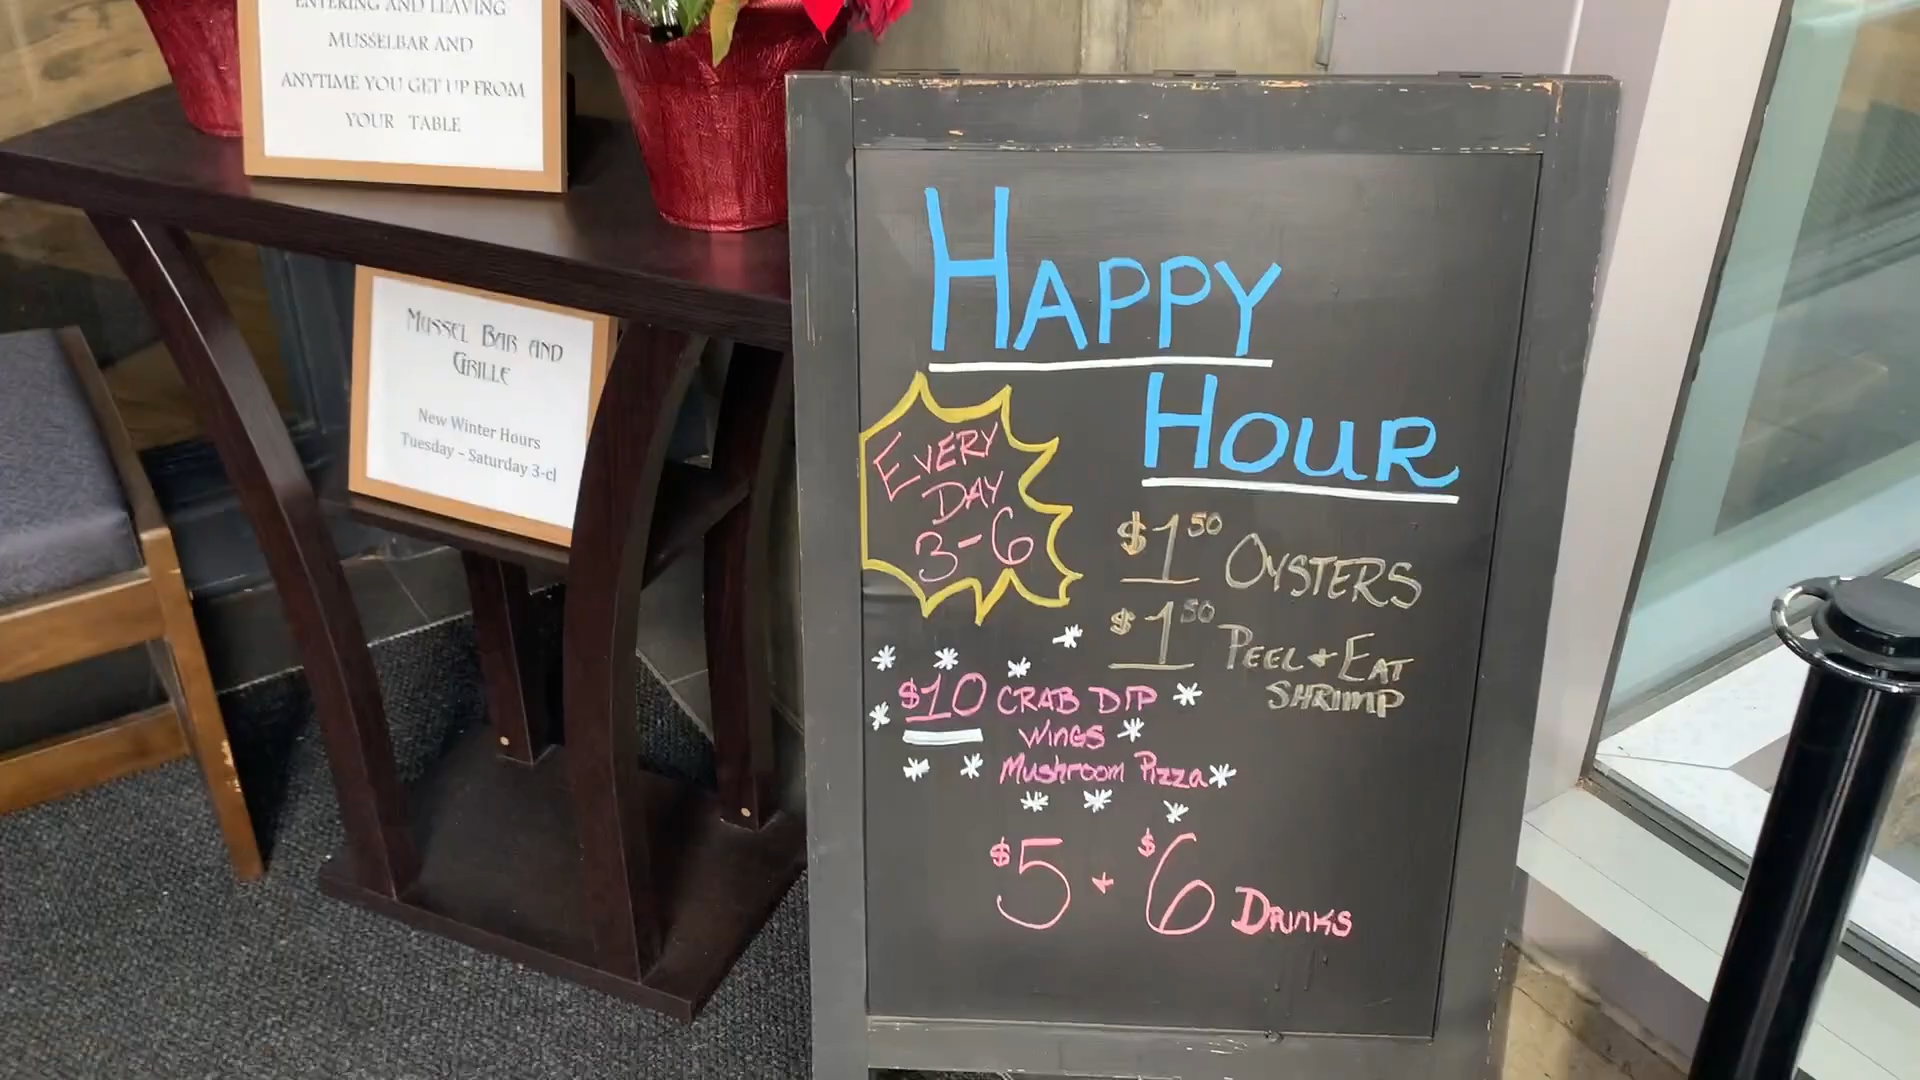 ENTERING AND LEAVING
MUSSELBAR AND
ANYTIME YOU GET UP FROM
YOUR TABLE
MUSSEL BAR AND
GRILLE
New Winter Hours
Tuesday – Saturday 3-cl
HAPPY
HOUR
EVERY
DAY
3-6
$1 50 OYSTERS
$1 50 PEEL + EAT
SHRIMP
$10 CRAB DIP
WINGS
Mushroom Pizza
$5 + $6 DRINKS